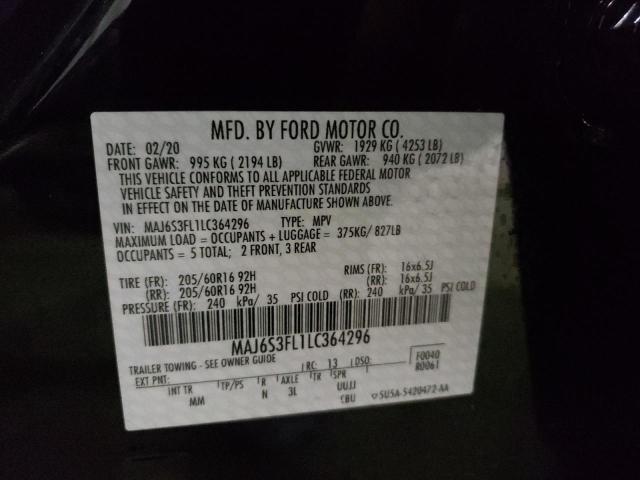 MFD. BY FORD MOTOR CO.
DATE: 02/20 GVWR: 1929 KG ( 4253 LB)
FRONT GAWR: 995 KG ( 2194 LB) REAR GAWR: 940 KG ( 2072 LB)
THIS VEHICLE CONFORMS TO ALL APPLICABLE FEDERAL MOTOR
VEHICLE SAFETY AND THEFT PREVENTION STANDARDS
IN EFFECT ON THE DATE OF MANUFACTURE SHOWN ABOVE.
VIN: MAJ6S3FL1LC364296 TYPE: MPV
MAXIMUM LOAD = OCCUPANTS + LUGGAGE = 375KG/ 827LB
OCCUPANTS = 5 TOTAL; 2 FRONT, 3 REAR
TIRE (FR): 205/60R16 92H RIMS (FR): 16x6.5J
(RR): 205/60R16 92H (RR): 16x6.5J
PRESSURE (FR): 240 kPa/ 35 PSI COLD (RR): 240 kPa/ 35 PSI COLD
MAJ6S3FL1LC364296
TRAILER TOWING - SEE OWNER GUIDE
EXT PNT: RC: 13 DSO: F0040
R0061
INT TR TP/PS R AXLE TR SPR
MM N 3L UUJJ
CBU 5U5A-5420472-AA